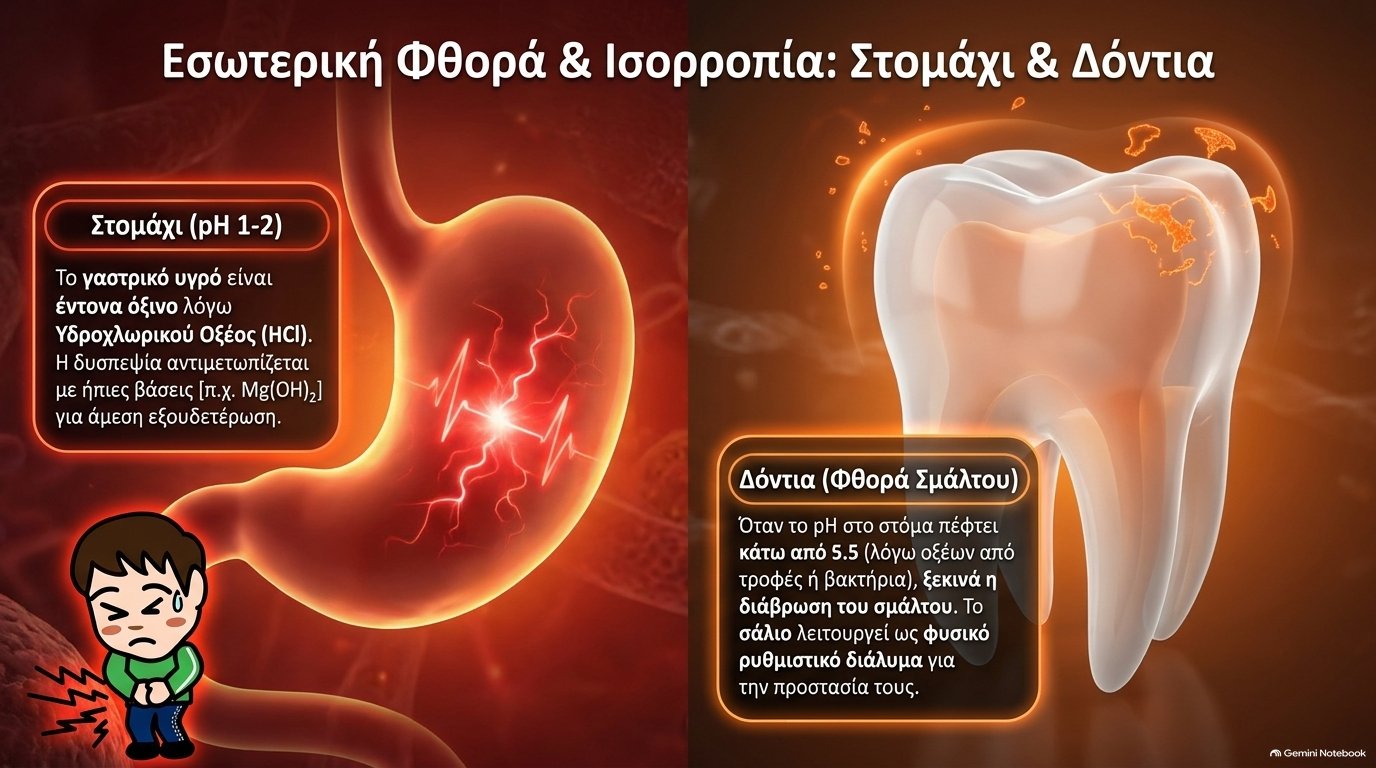 Εσωτερική Φθορά & Ισορροπία: Στομάχι & Δόντια
Στομάχι (pH 1-2)
Το γαστρικό υγρό είναι
έντονα όξινο λόγω
Υδροχλωρικού Οξέος (HCl).
Η δυσπεψία αντιμετωπίζεται
με ήπιες βάσεις [π.χ. Mg(OH)₂]
για άμεση εξουδετέρωση.
Δόντια (Φθορά Σμάλτου)
Όταν το pH στο στόμα πέφτει
κάτω από 5.5 (λόγω οξέων από
τροφές ή βακτήρια), ξεκινά η
διάβρωση του σμάλτου. Το
σάλιο λειτουργεί ως φυσικό
ρυθμιστικό διάλυμα για
την προστασία τους.
Gemini Notebook